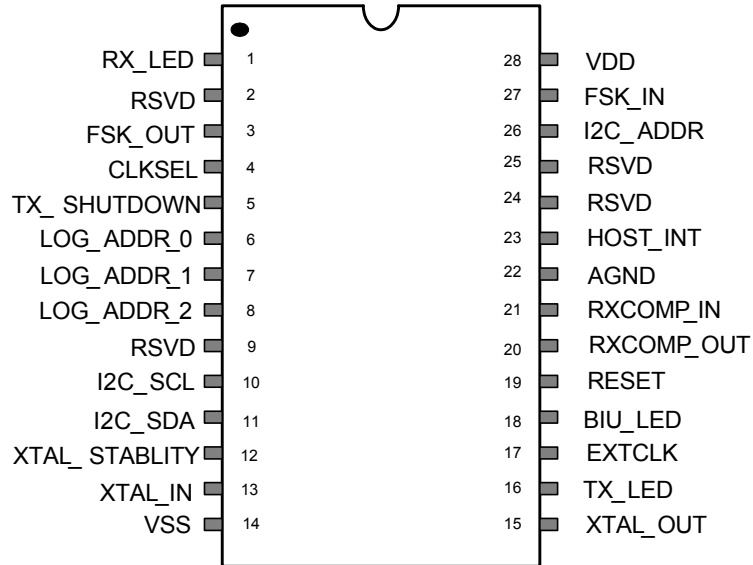 RX_LED 1 28 VDD
RSVD 2 27 FSK_IN
FSK_OUT 3 26 I2C_ADDR
CLKSEL 4 25 RSVD
TX_ SHUTDOWN 5 24 RSVD
LOG_ADDR_0 6 23 HOST_INT
LOG_ADDR_1 7 22 AGND
LOG_ADDR_2 8 21 RXCOMP_IN
RSVD 9 20 RXCOMP_OUT
I2C_SCL 10 19 RESET
I2C_SDA 11 18 BIU_LED
XTAL_ STABLITY 12 17 EXTCLK
XTAL_IN 13 16 TX_LED
VSS 14 15 XTAL_OUT